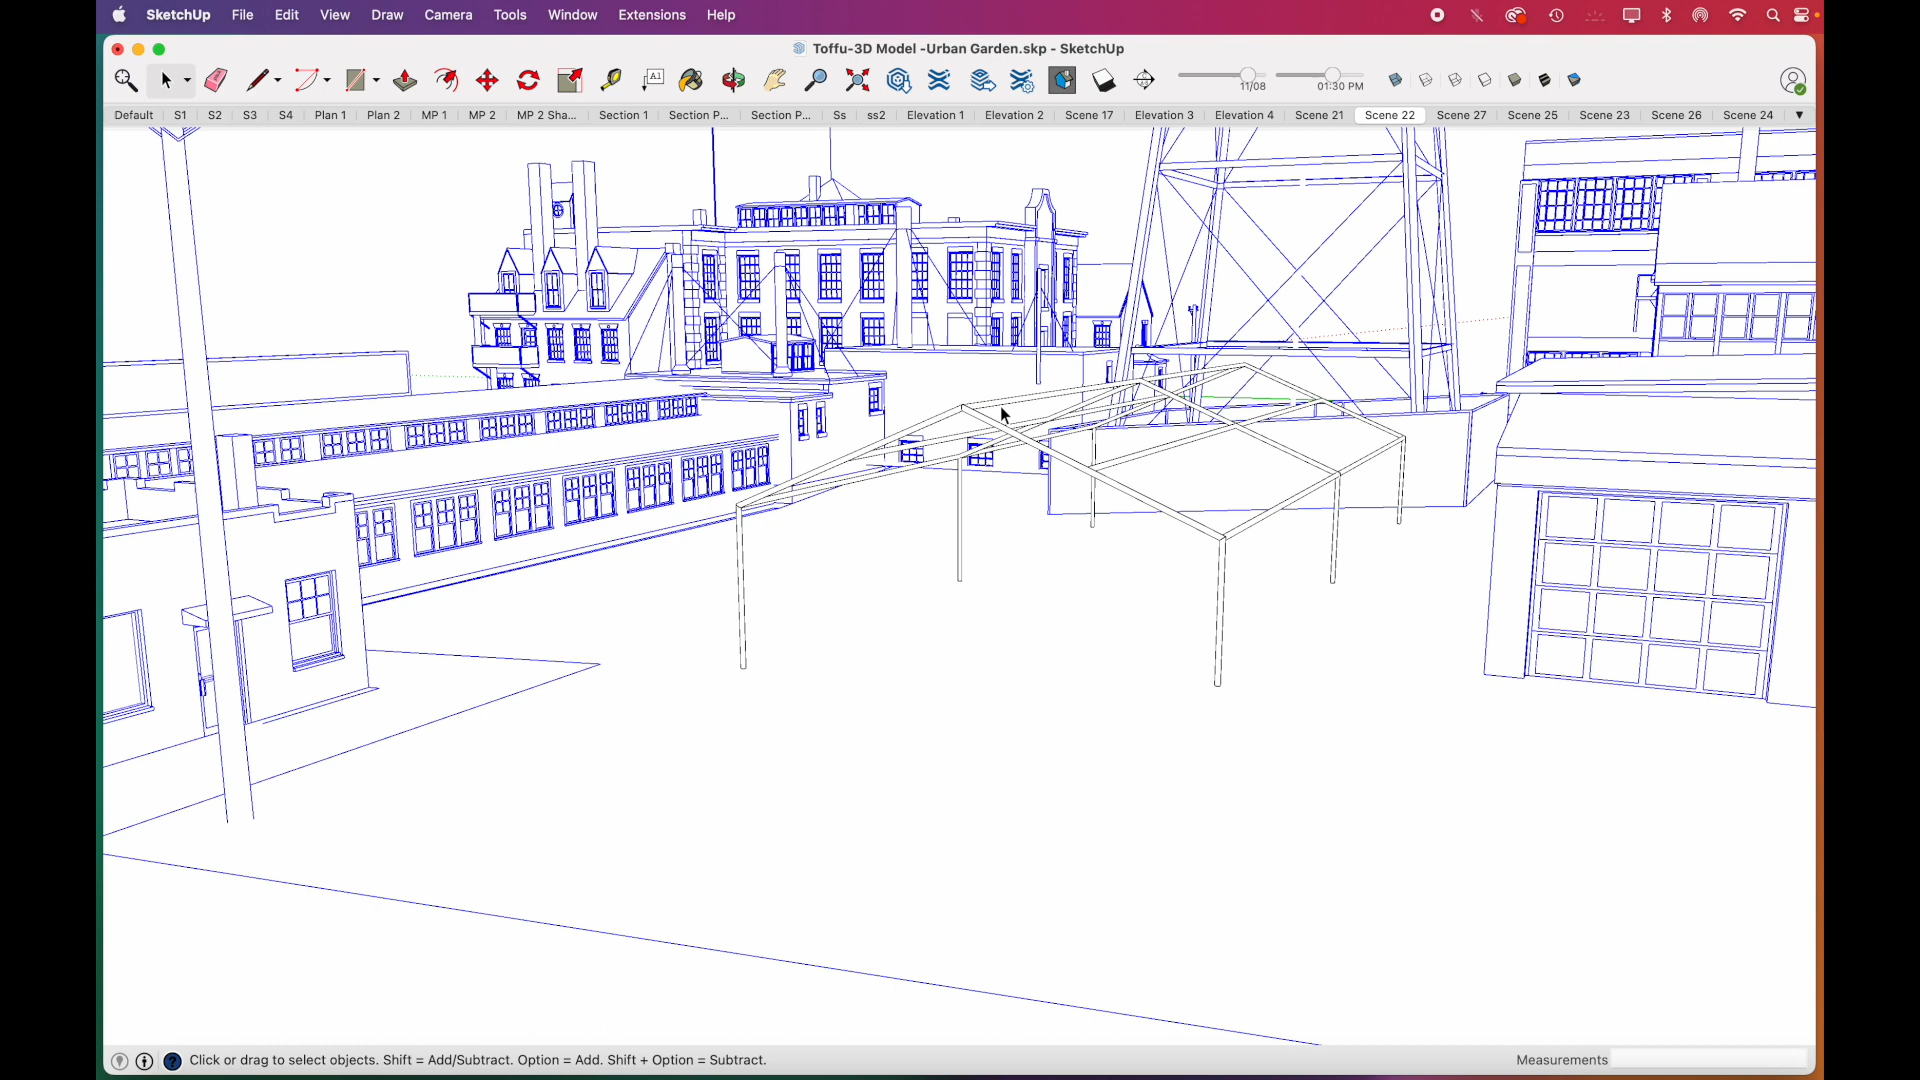 SketchUp File Edit View Draw Camera Tools Window Extensions Help
Toffu-3D Model -Urban Garden.skp - SketchUp
A1
11/08 01:30 PM
Default S1 S2 S3 S4 Plan 1 Plan 2 MP 1 MP 2 MP 2 Sha... Section 1 Section P... Section P... Ss ss2 Elevation 1 Elevation 2 Scene 17 Elevation 3 Elevation 4 Scene 21 Scene 22 Scene 27 Scene 25 Scene 23 Scene 26 Scene 24
Click or drag to select objects. Shift = Add/Subtract. Option = Add. Shift + Option = Subtract.
Measurements